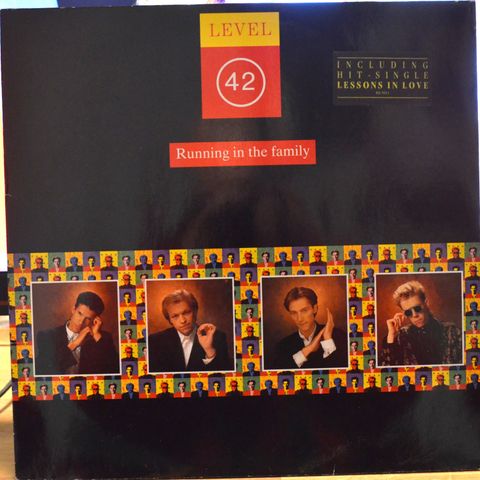 LEVEL
42
Running in the family
INCLUDING
HIT-SINGLE
LESSONS IN LOVE